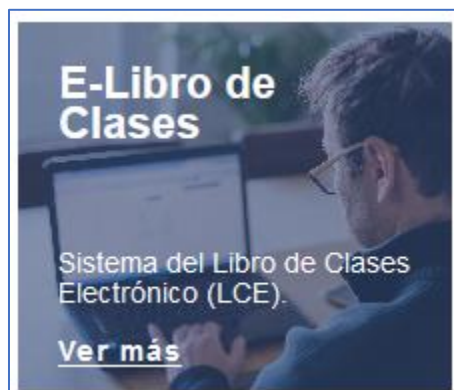 E-Libro de
Clases
Sistema del Libro de Clases
Electrónico (LCE).
Ver más